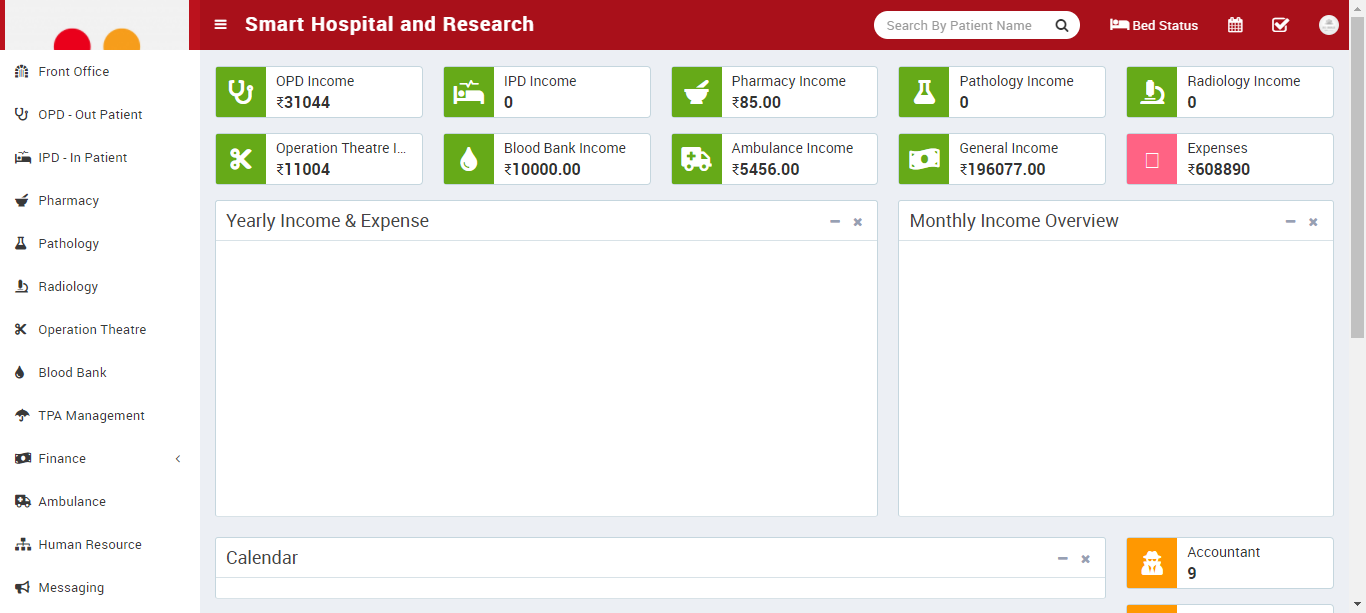 Smart Hospital and Research
Search By Patient Name
Bed Status
Front Office
OPD - Out Patient
IPD - In Patient
Pharmacy
Pathology
Radiology
Operation Theatre
Blood Bank
TPA Management
Finance
Ambulance
Human Resource
Messaging
OPD Income
₹31044
IPD Income
0
Pharmacy Income
₹85.00
Pathology Income
0
Radiology Income
0
Operation Theatre I...
₹11004
Blood Bank Income
₹10000.00
Ambulance Income
₹5456.00
General Income
₹196077.00
Expenses
₹608890
Yearly Income & Expense
Monthly Income Overview
Calendar
Accountant
9